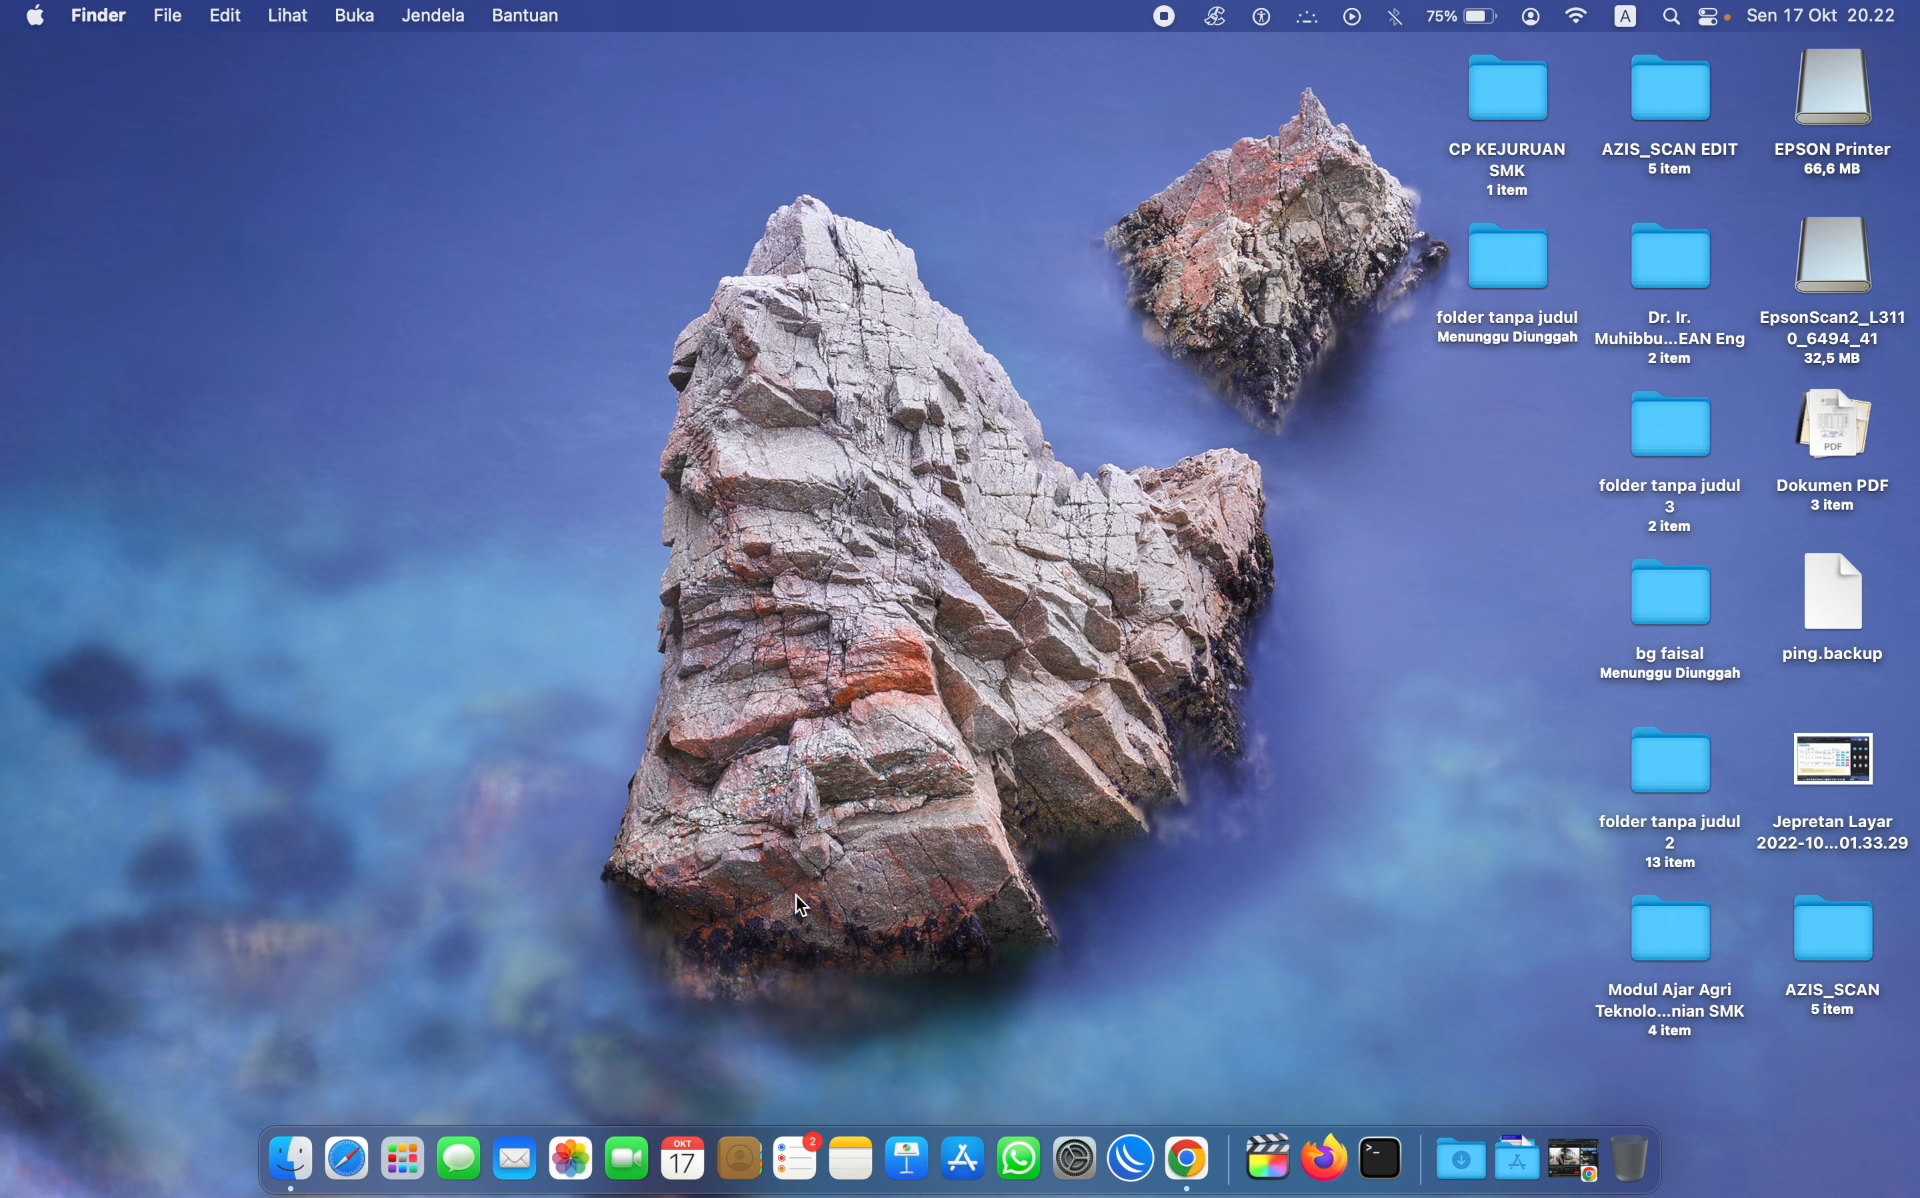 Finder File Edit Lihat Buka Jendela Bantuan
75% A Sen 17 Okt 20.22
CP KEJURUAN
SMK
1 item
AZIS_SCAN EDIT
5 item
EPSON Printer
66,6 MB
folder tanpa judul
Menunggu Diunggah
Dr. Ir.
Muhibbu...EAN Eng
2 item
EpsonScan2_L311
0_6494_41
32,5 MB
folder tanpa judul
3
2 item
PDF
Dokumen PDF
3 item
bg faisal
Menunggu Diunggah
ping.backup
folder tanpa judul
2
13 item
Jepretan Layar
2022-10...01.33.29
Modul Ajar Agri
Teknolo...nian SMK
4 item
AZIS_SCAN
5 item
OKT
17
2